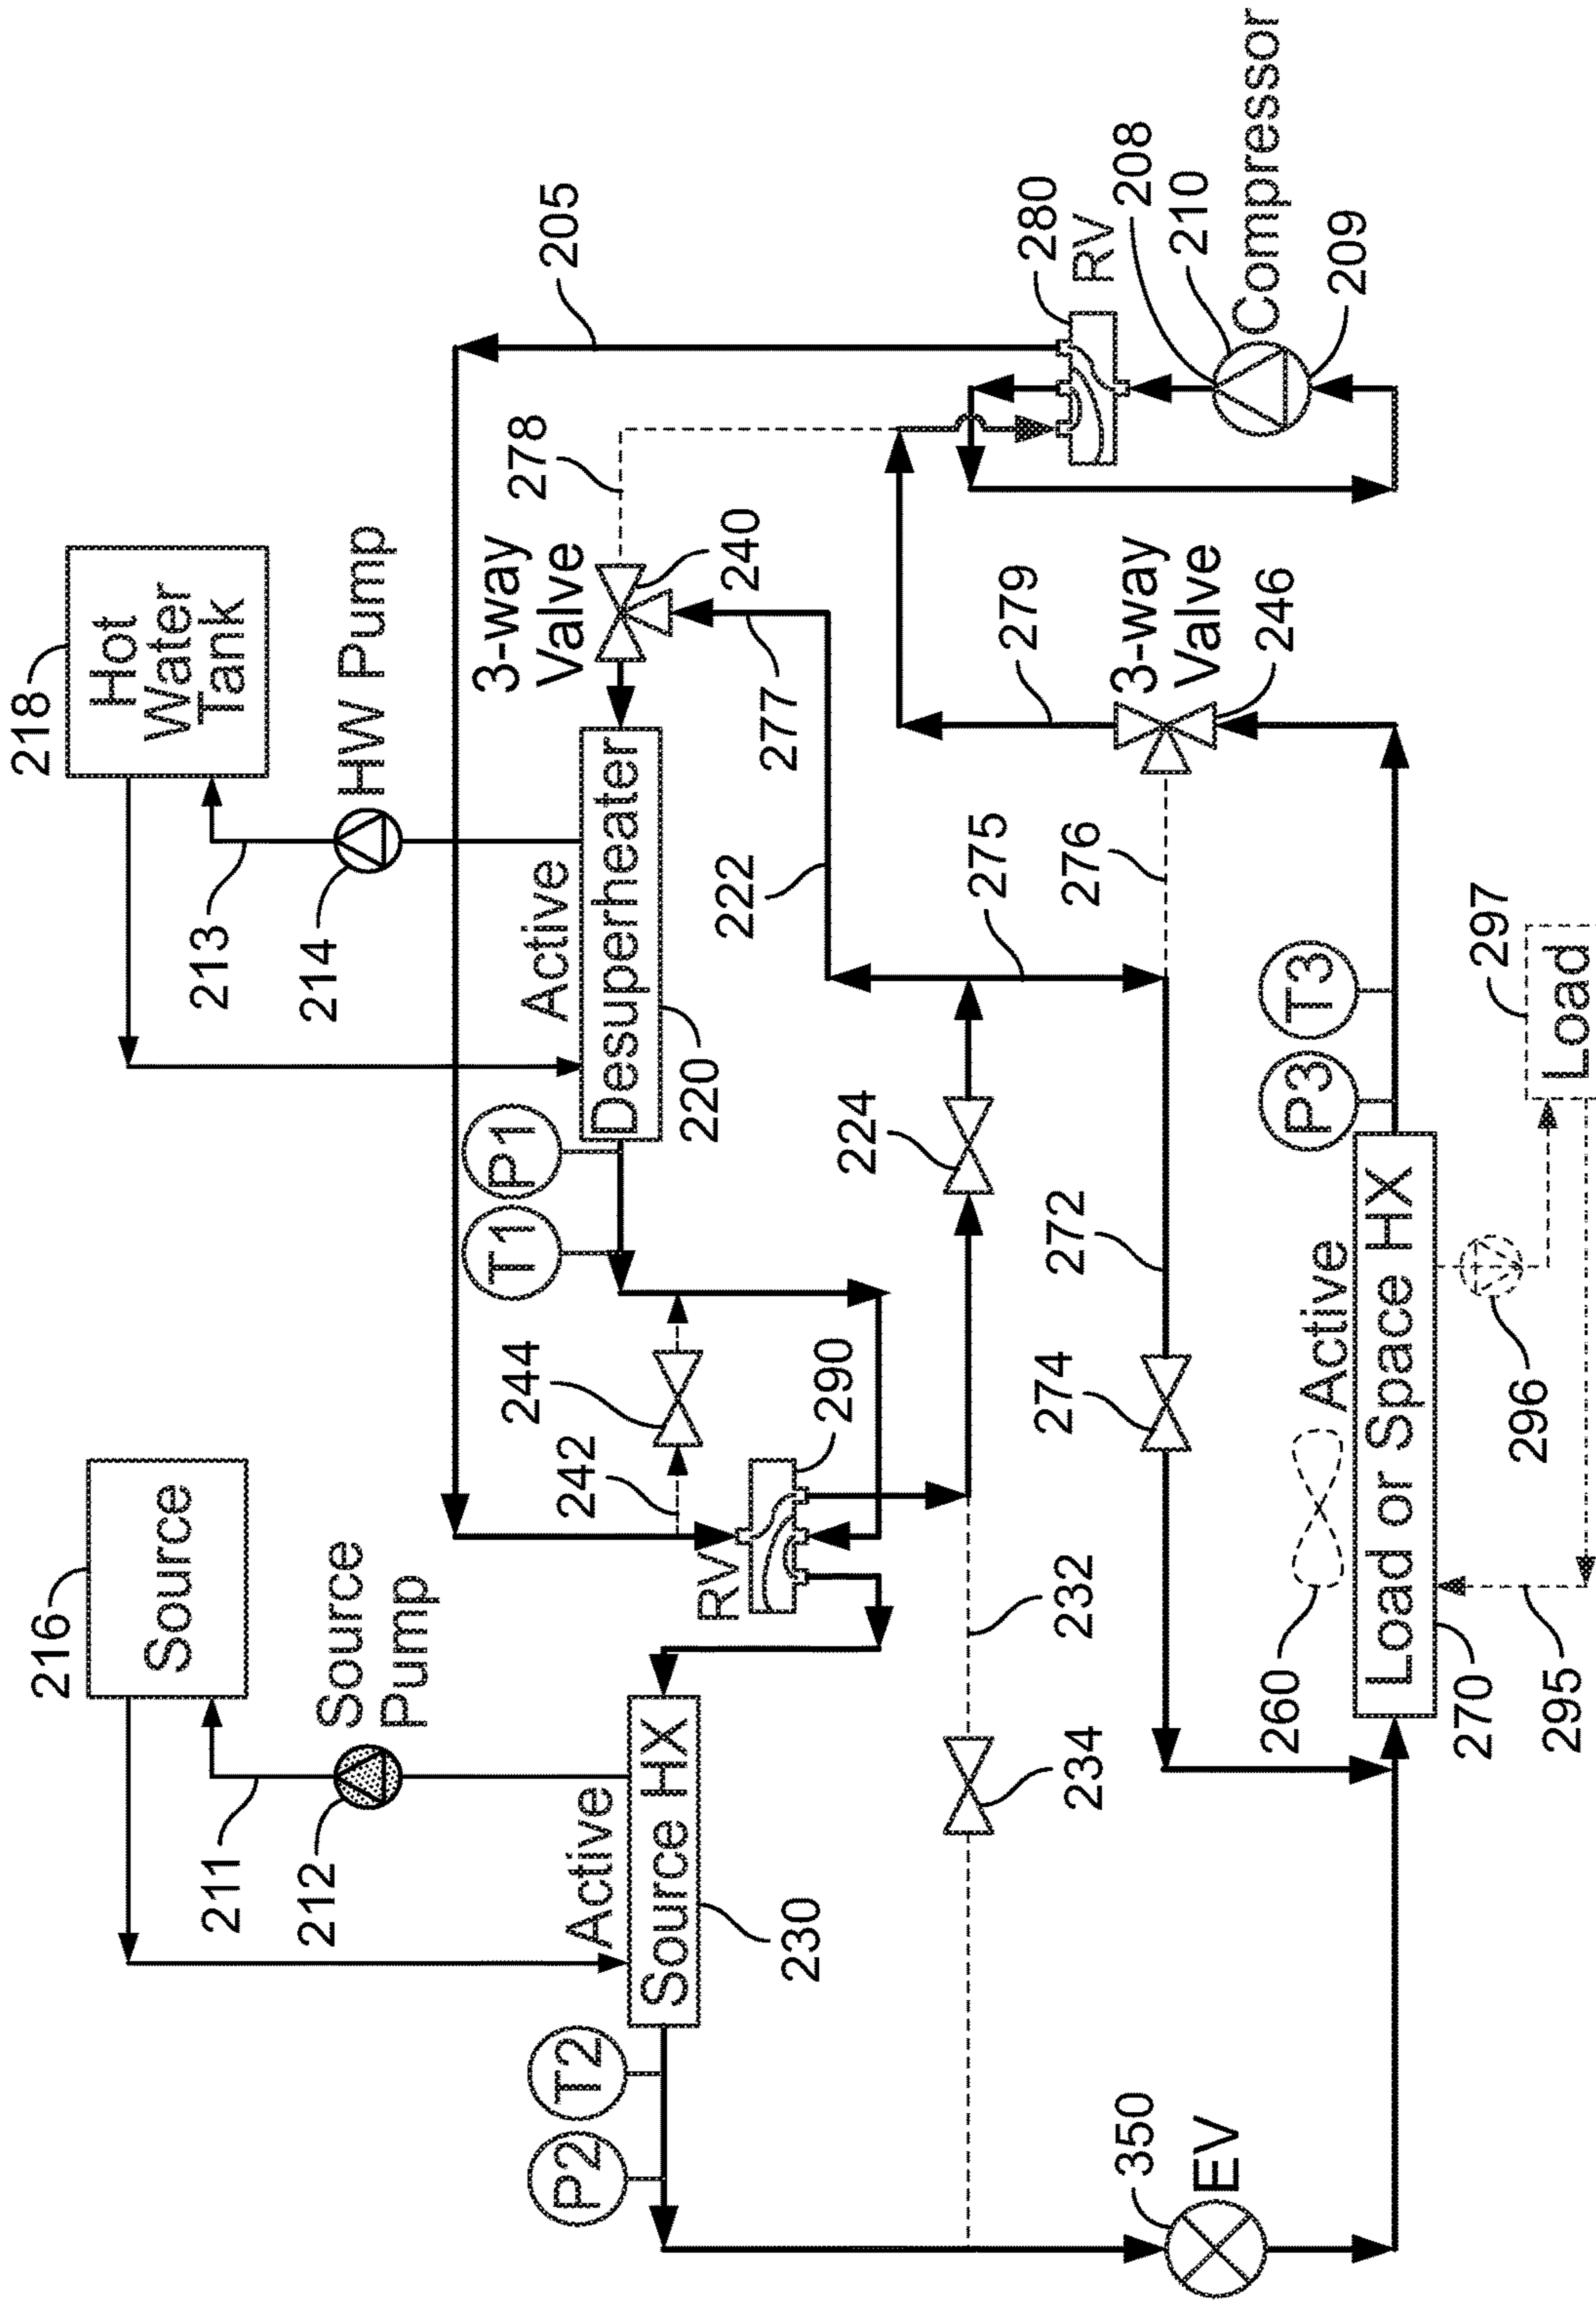 216
Source
211
212
Source
Pump
Active
Source HX
230
P2
T2
218
Hot
Water
Tank
213
214
HW Pump
Active
Desuperheater
220
T1
P1
3-way
Valve
240
278
205
277
222
242
244
RV
290
224
275
232
234
272
274
276
279
3-way
Valve
246
280
RV
208
210
Compressor
209
350
EV
260
Active
Load or Space HX
270
P3
T3
295
296
297
Load